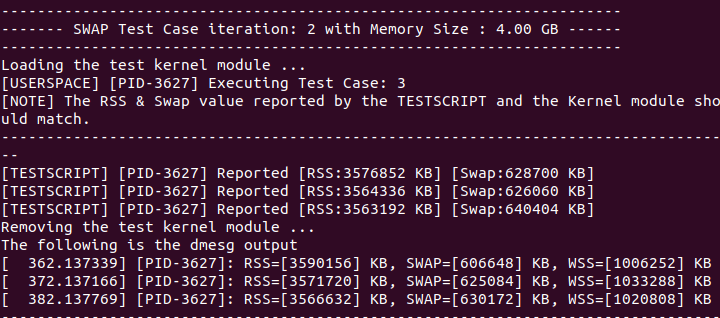 ---------------------------------------------------------------------
------- SWAP Test Case iteration: 2 with Memory Size : 4.00 GB ------
---------------------------------------------------------------------
Loading the test kernel module ...
[USERSPACE] [PID-3627] Executing Test Case: 3
[NOTE] The RSS & Swap value reported by the TESTSCRIPT and the Kernel module sho
uld match.
--------------------------------------------------------------------------------
--
[TESTSCRIPT] [PID-3627] Reported [RSS:3576852 KB] [Swap:628700 KB]
[TESTSCRIPT] [PID-3627] Reported [RSS:3564336 KB] [Swap:626060 KB]
[TESTSCRIPT] [PID-3627] Reported [RSS:3563192 KB] [Swap:640404 KB]
Removing the test kernel module ...
The following is the dmesg output
[  362.137339] [PID-3627]: RSS=[3590156] KB, SWAP=[606648] KB, WSS=[1006252] KB
[  372.137166] [PID-3627]: RSS=[3571720] KB, SWAP=[625084] KB, WSS=[1033288] KB
[  382.137769] [PID-3627]: RSS=[3566632] KB, SWAP=[630172] KB, WSS=[1020808] KB
--------------------------------------------------------------------------------